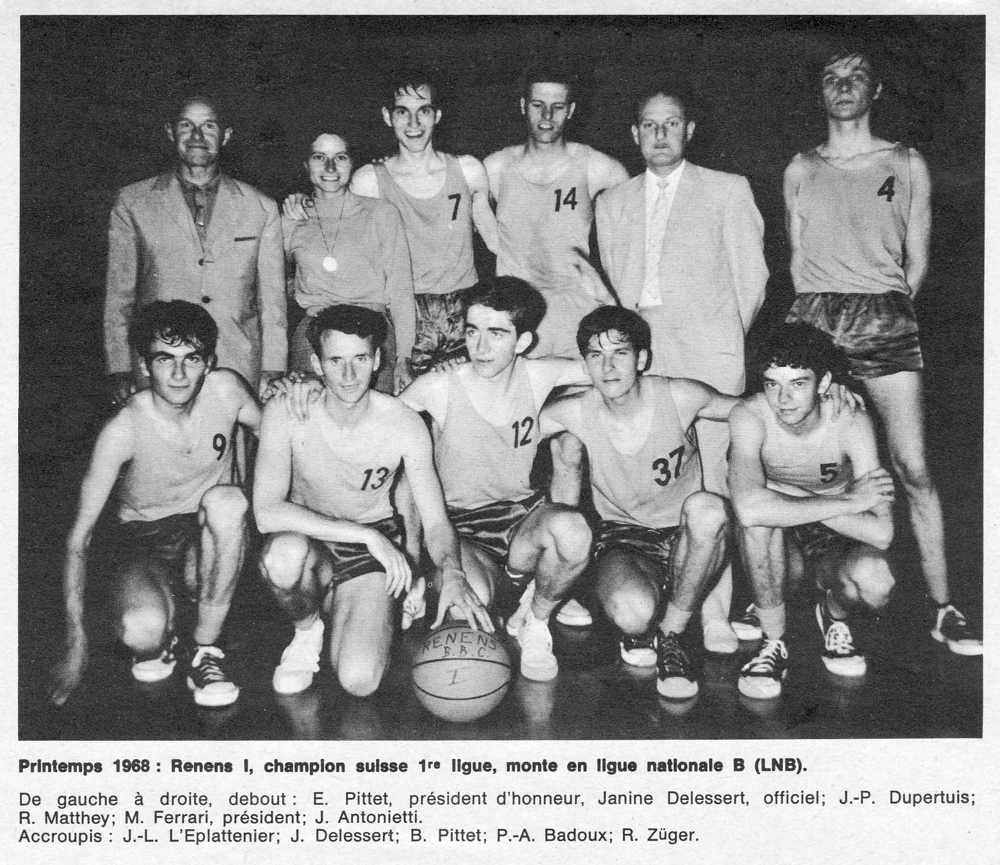 7
14
4
9
13
12
37
5
RENENS
B.B.C
1
Printemps 1968 : Renens I, champion suisse 1re ligue, monte en ligue nationale B (LNB).
De gauche à droite, debout : E. Pittet, président d'honneur, Janine Delessert, officiel; J.-P. Dupertuis;
R. Matthey; M. Ferrari, président; J. Antonietti.
Accroupis : J.-L. L'Eplattenier; J. Delessert; B. Pittet; P.-A. Badoux; R. Züger.